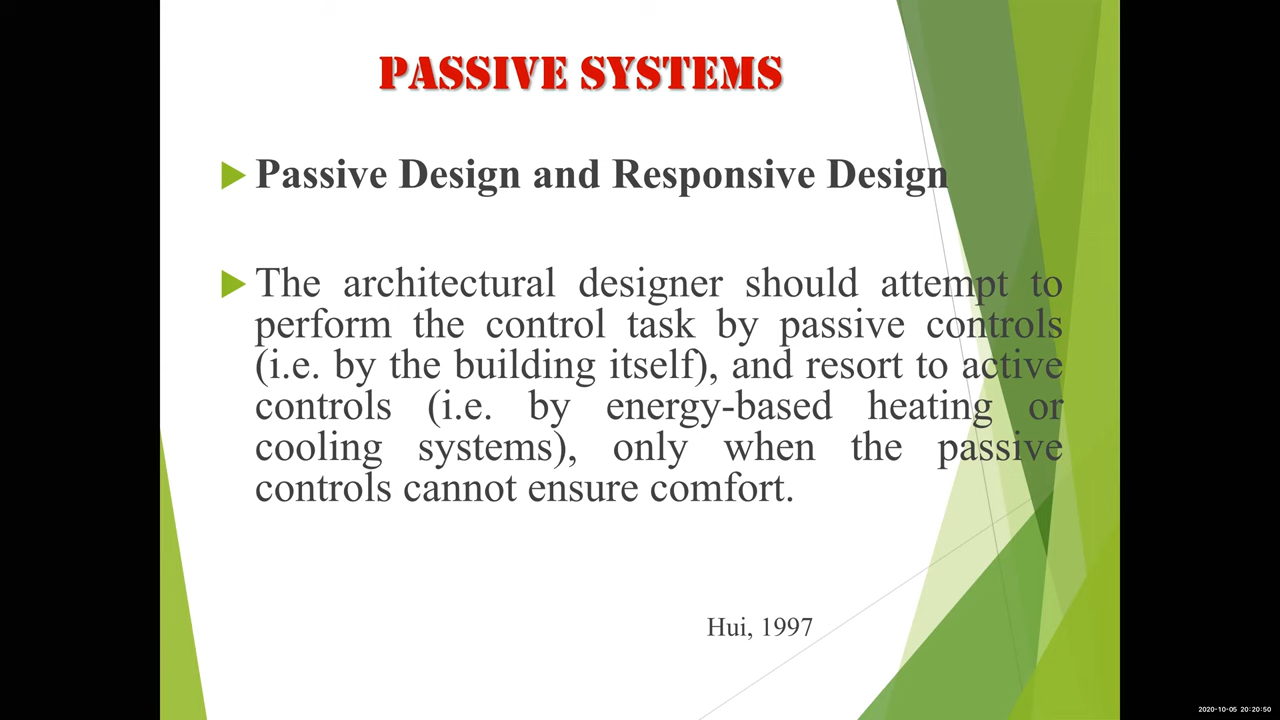 PASSIVE SYSTEMS
Passive Design and Responsive Design
The architectural designer should attempt to
perform the control task by passive controls
(i.e. by the building itself), and resort to active
controls (i.e. by energy-based heating or
cooling systems), only when the passive
controls cannot ensure comfort.
Hui, 1997
2020-10-05 20:20:50